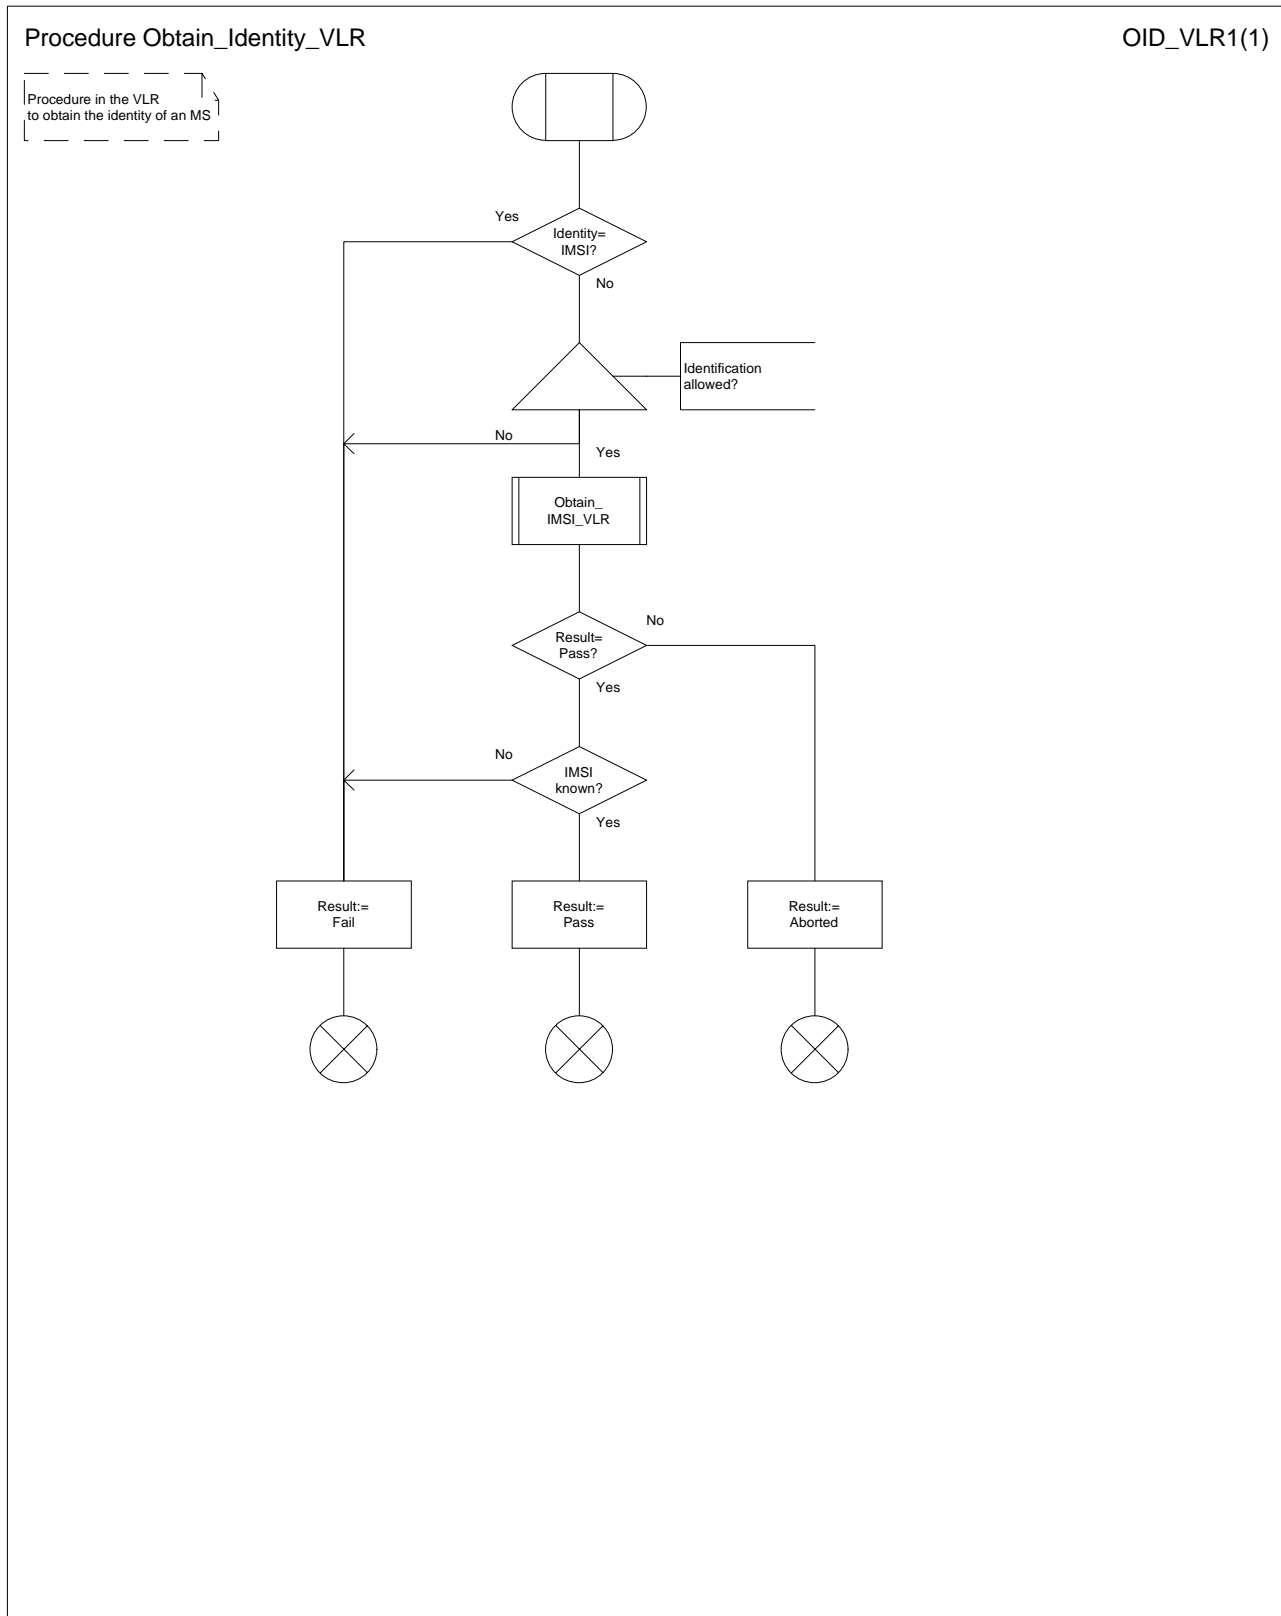 Procedure Obtain_Identity_VLR
OID_VLR1(1)
Procedure in the VLR
to obtain the identity of an MS
Yes
Identity=
IMSI?
No
Identification
allowed?
No
Yes
Obtain_
IMSI_VLR
No
Result=
Pass?
Yes
No
IMSI
known?
Yes
Result:=
Fail
Result:=
Pass
Result:=
Aborted